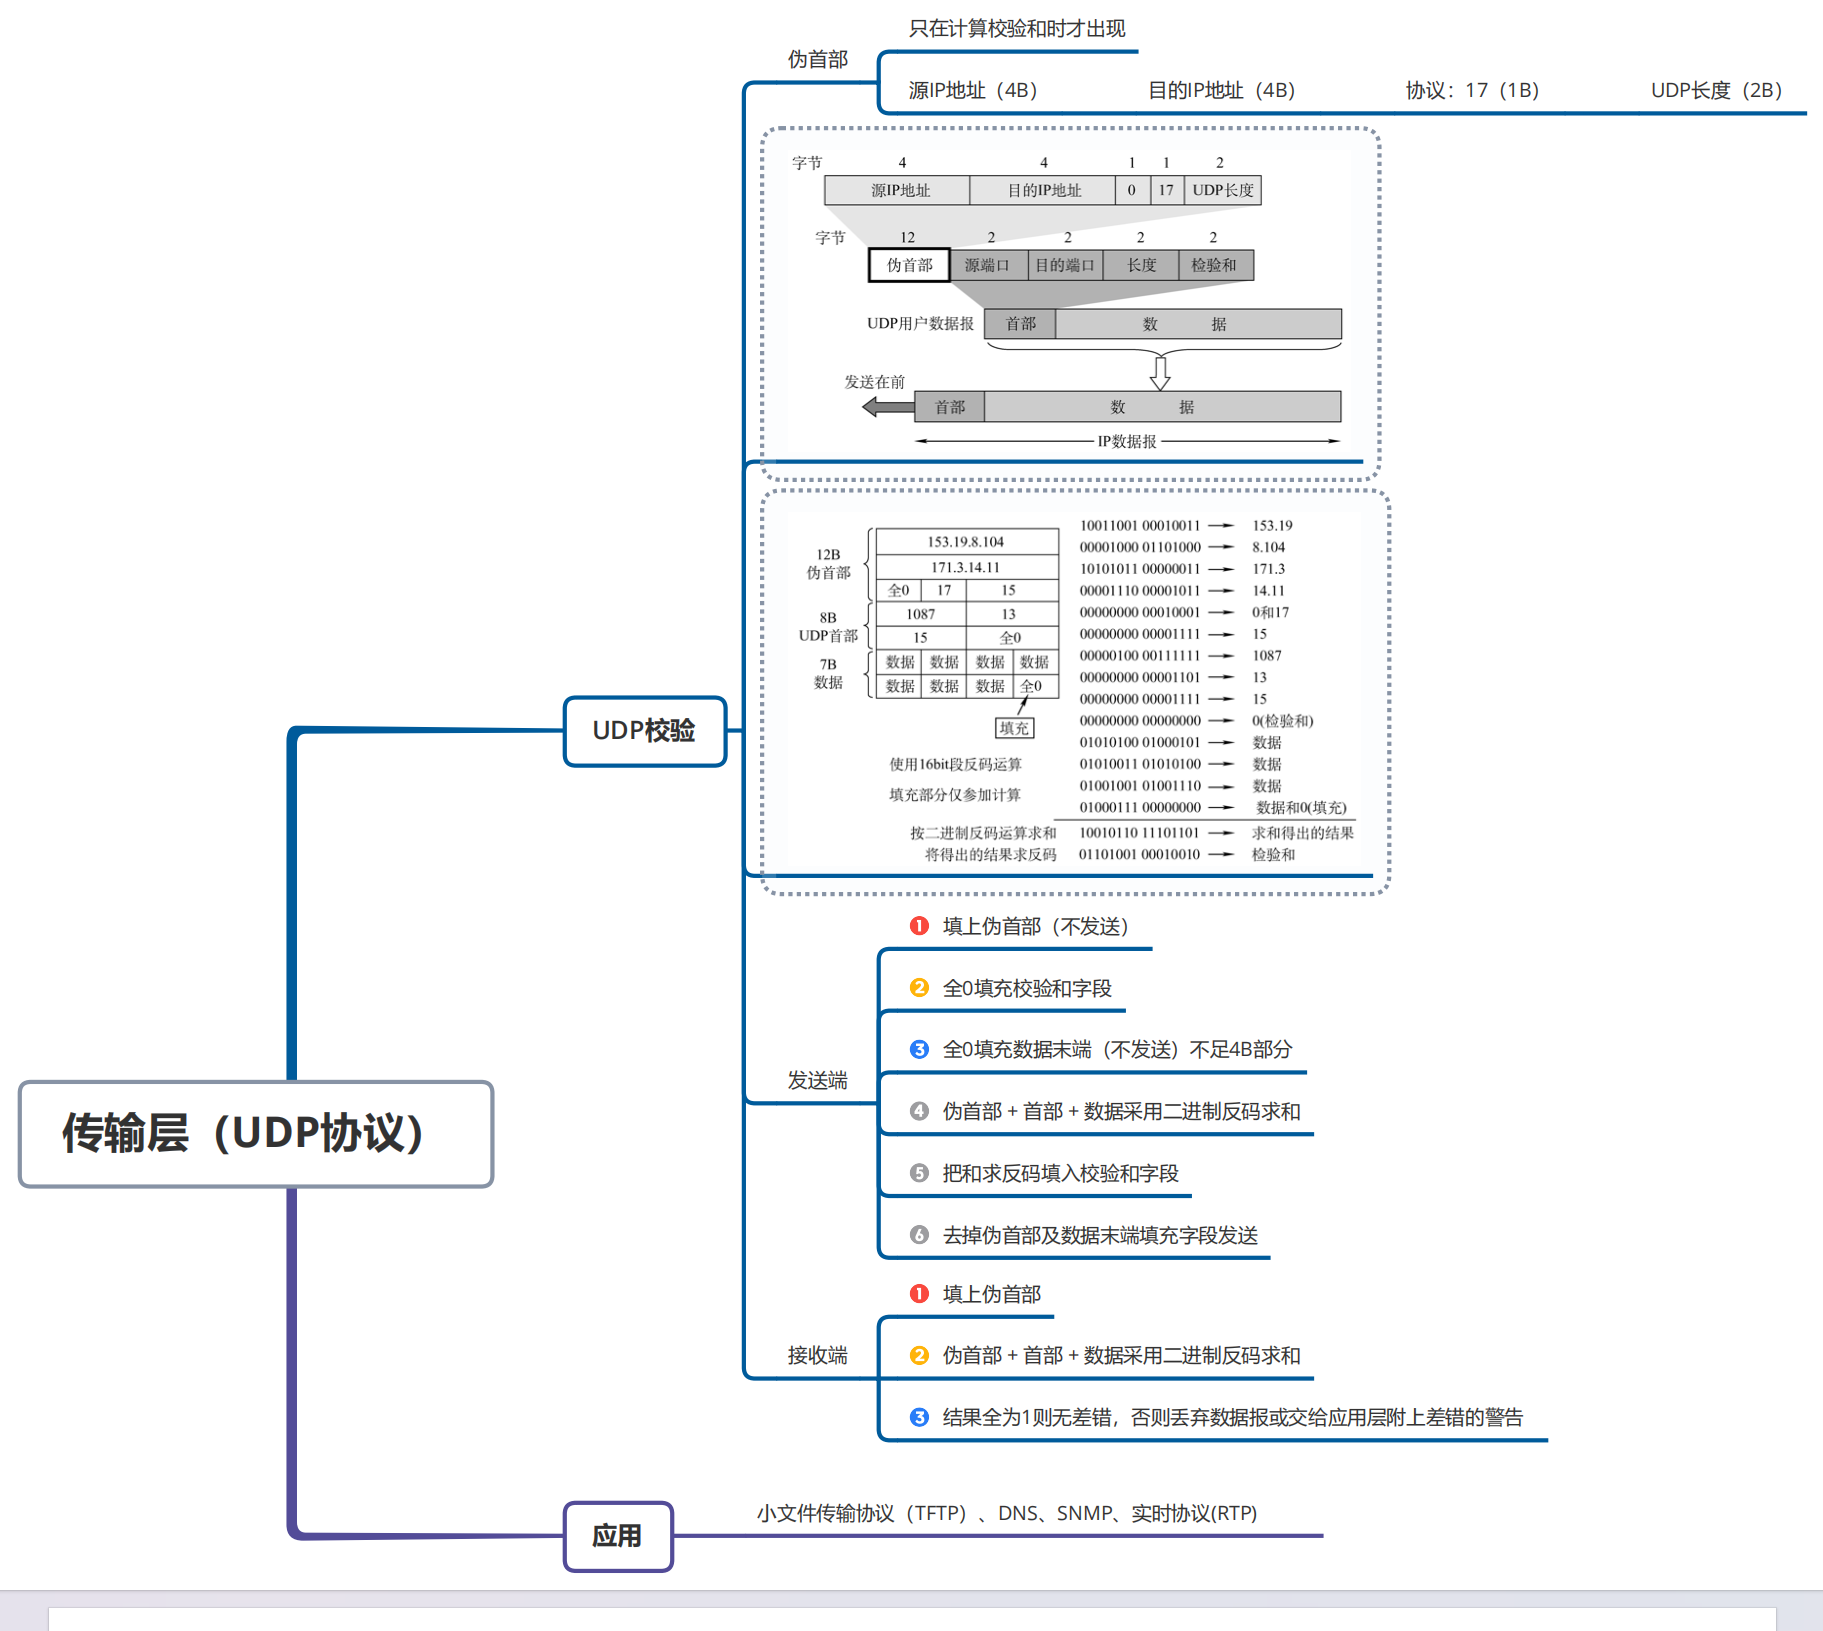 只在计算校验和时才出现
伪首部
源IP地址（4B） 目的IP地址（4B） 协议：17（1B） UDP长度（2B）
字节 4 4 1 1 2
源IP地址 目的IP地址 0 17 UDP长度
字节 12 2 2 2 2
伪首部 源端口 目的端口 长度 检验和
UDP用户数据报 首部 数 据
发送在前
首部 数 据
IP数据报
12B
伪首部
153.19.8.104
171.3.14.11
全0 17 15
8B
UDP首部
1087 13
15 全0
7B
数据
数据 数据 数据 数据
数据 数据 数据 全0
填充
使用16bit段反码运算
填充部分仅参加计算
10011001 00010011 153.19
00001000 01101000 8.104
10101011 00000011 171.3
00001110 00001011 14.11
00000000 00010001 0和17
00000000 00001111 15
00000100 00111111 1087
00000000 00001101 13
00000000 00001111 15
00000000 00000000 0(检验和)
01010100 01000101 数据
01010011 01010100 数据
01001001 01001110 数据
01000111 00000000 数据和0(填充)
按二进制反码运算求和 10010110 11101101 求和得出的结果
将得出的结果求反码 01101001 00010010 检验和
UDP校验
发送端
1 填上伪首部（不发送）
2 全0填充校验和字段
3 全0填充数据末端（不发送）不足4B部分
4 伪首部 + 首部 + 数据采用二进制反码求和
5 把和求反码填入校验和字段
6 去掉伪首部及数据末端填充字段发送
接收端
1 填上伪首部
2 伪首部 + 首部 + 数据采用二进制反码求和
3 结果全为1则无差错，否则丢弃数据报或交给应用层附上差错的警告
传输层（UDP协议）
应用
小文件传输协议（TFTP）、DNS、SNMP、实时协议(RTP)